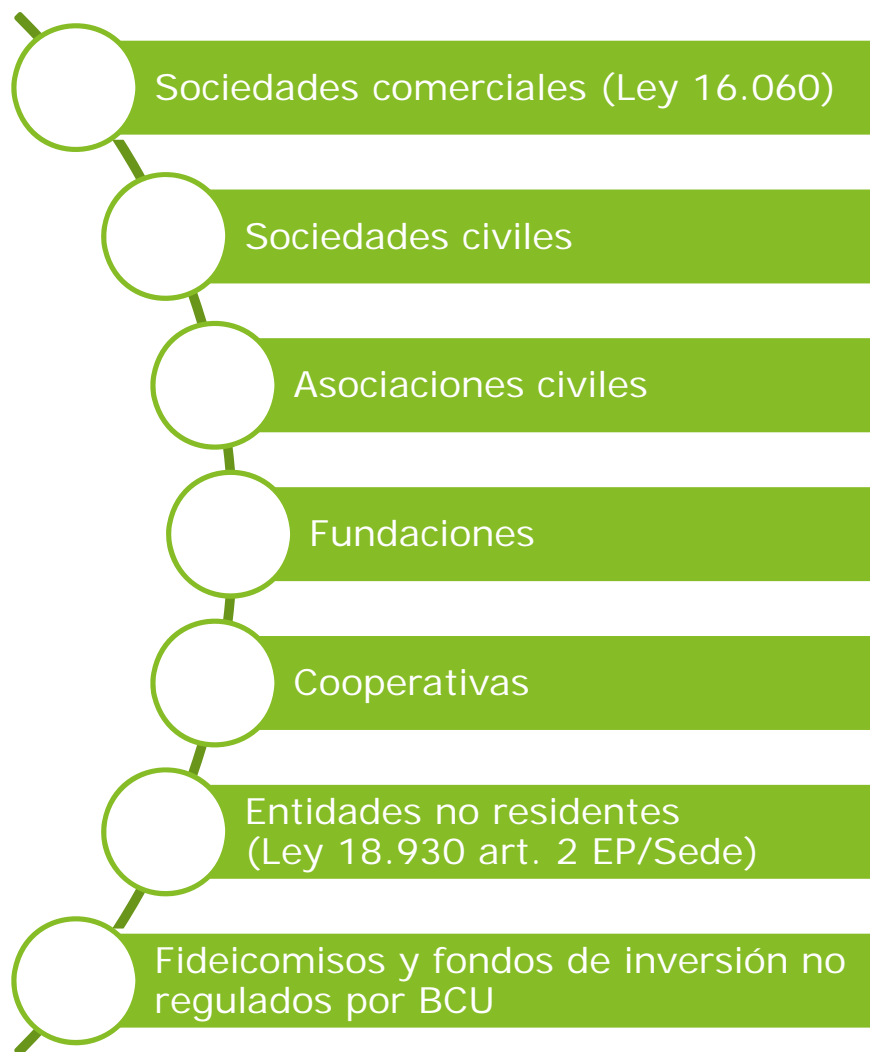 Sociedades comerciales (Ley 16.060)
Sociedades civiles
Asociaciones civiles
Fundaciones
Cooperativas
Entidades no residentes
(Ley 18.930 art. 2 EP/Sede)
Fideicomisos y fondos de inversión no
regulados por BCU